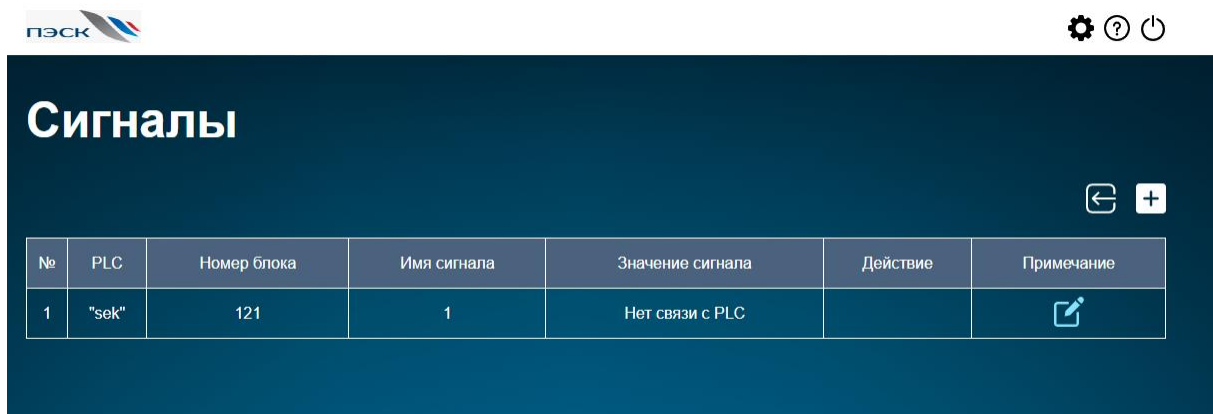 ПЭСК
Сигналы
№ PLC Номер блока Имя сигнала Значение сигнала Действие Примечание
1 "sek" 121 1 Нет связи с PLC